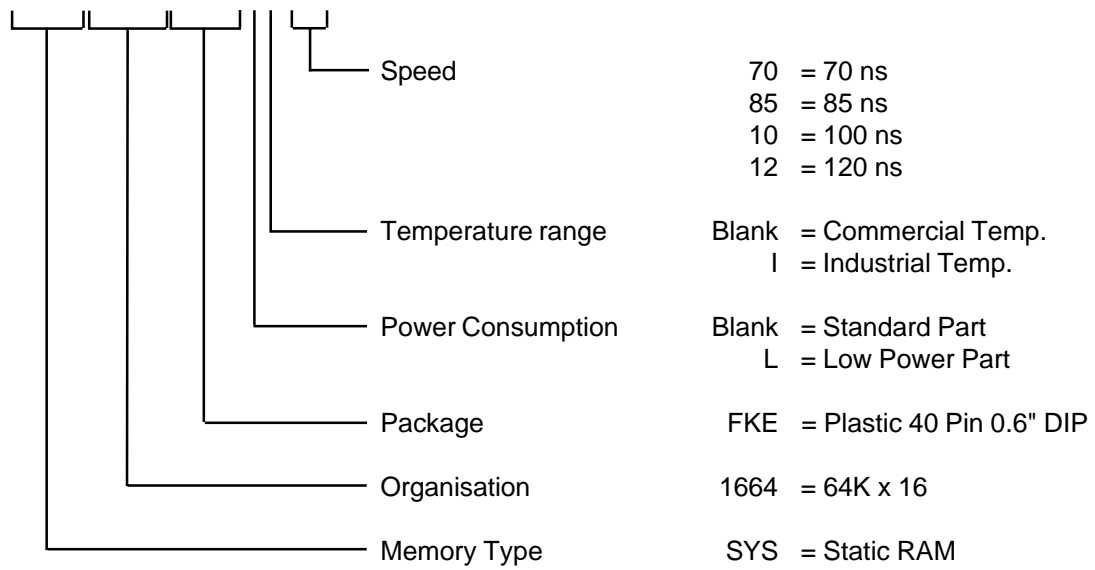 Speed 70 = 70 ns
85 = 85 ns
10 = 100 ns
12 = 120 ns
Temperature range Blank = Commercial Temp.
I = Industrial Temp.
Power Consumption Blank = Standard Part
L = Low Power Part
Package FKE = Plastic 40 Pin 0.6" DIP
Organisation 1664 = 64K x 16
Memory Type SYS = Static RAM